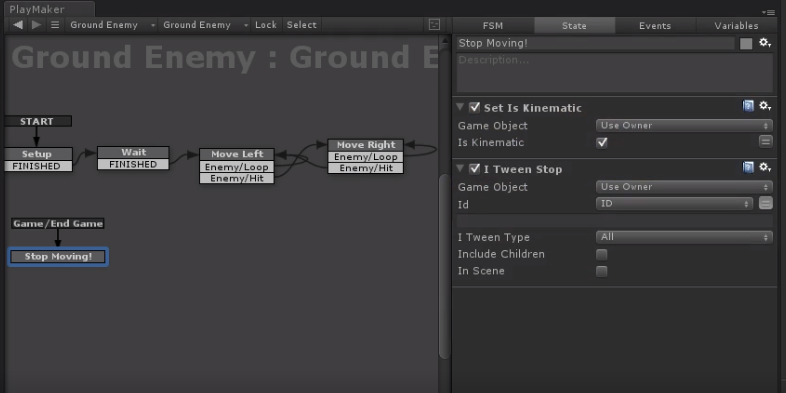 PlayMaker
Ground Enemy Ground Enemy Lock Select
Ground Enemy : Ground E
START
Setup
FINISHED
Wait
FINISHED
Move Left
Enemy/Loop
Enemy/Hit
Move Right
Enemy/Loop
Enemy/Hit
Game/End Game
Stop Moving!
FSM State Events Variables
Stop Moving!
Description...
Set Is Kinematic
Game Object Use Owner
Is Kinematic
I Tween Stop
Game Object Use Owner
Id ID
I Tween Type All
Include Children
In Scene